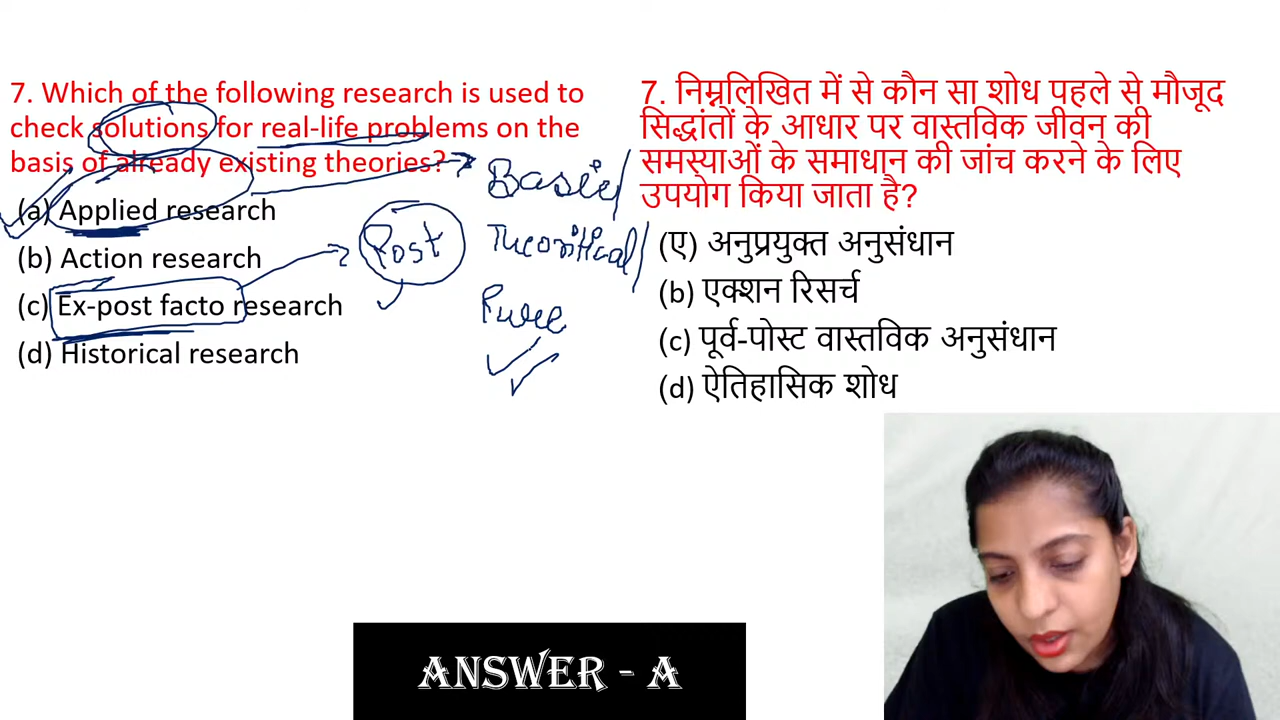 7. Which of the following research is used to
check solutions for real-life problems on the
basis of already existing theories?
(a) Applied research
(b) Action research
(c) Ex-post facto research
(d) Historical research
Basic/
Post
Theoritical/
Pure
7. निम्नलिखित में से कौन सा शोध पहले से मौजूद
सिद्धांतों के आधार पर वास्तविक जीवन की
समस्याओं के समाधान की जांच करने के लिए
उपयोग किया जाता है?
(ए) अनुप्रयुक्त अनुसंधान
(b) एक्शन रिसर्च
(c) पूर्व-पोस्ट वास्तविक अनुसंधान
(d) ऐतिहासिक शोध
ANSWER - A